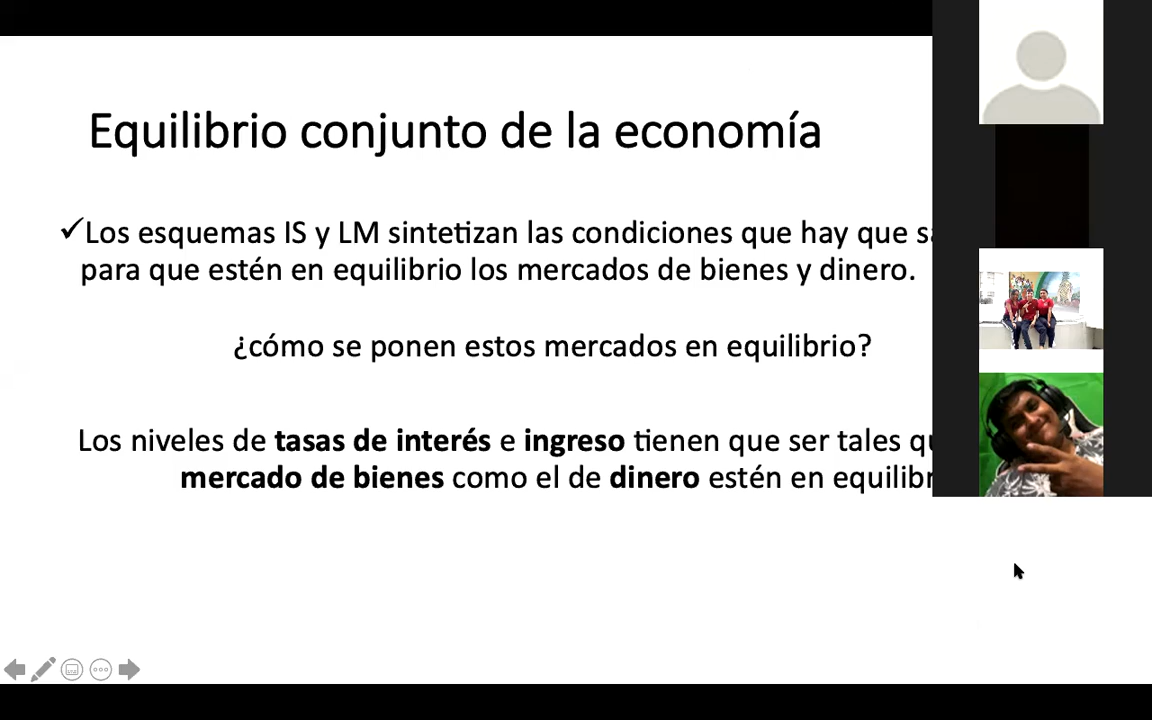 Equilibrio conjunto de la economía
✓Los esquemas IS y LM sintetizan las condiciones que hay que
para que estén en equilibrio los mercados de bienes y dinero.
¿cómo se ponen estos mercados en equilibrio?
Los niveles de tasas de interés e ingreso tienen que ser tales
mercado de bienes como el de dinero estén en